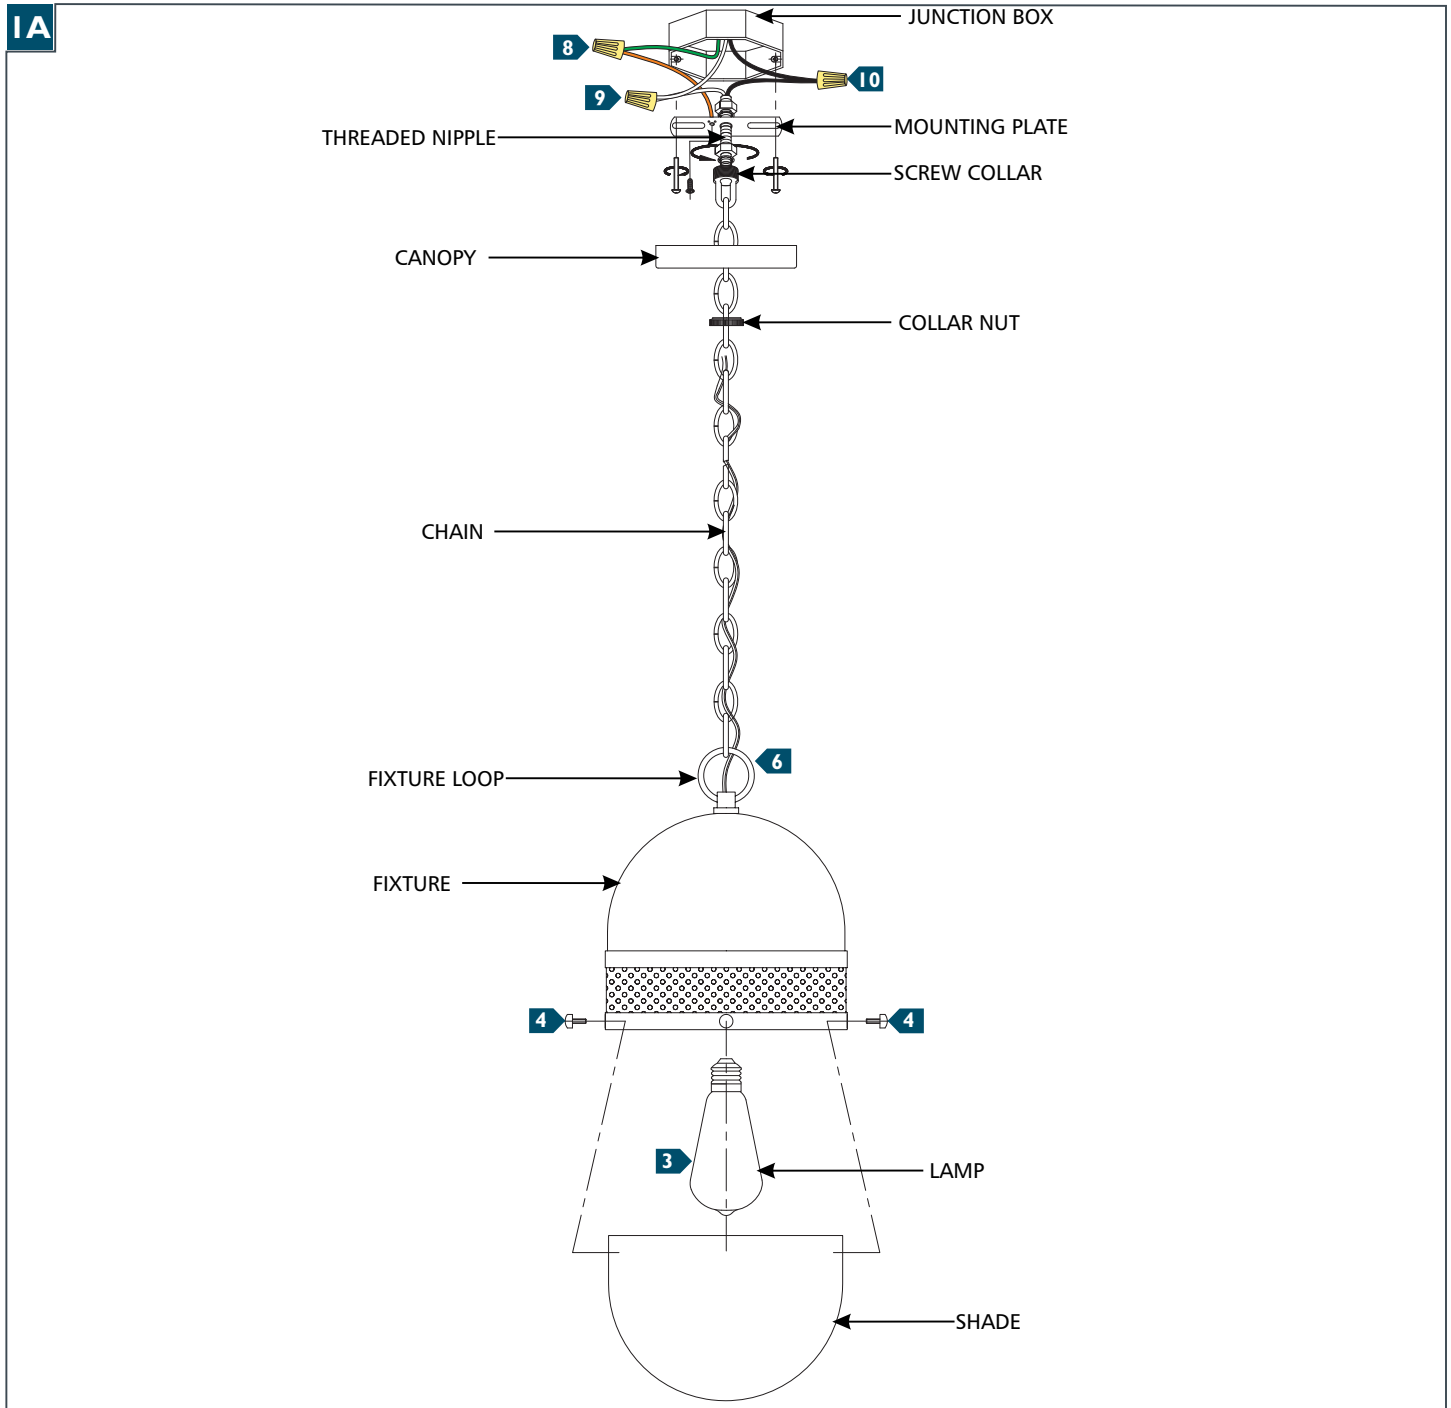 1A
JUNCTION BOX
8
10
9
MOUNTING PLATE
THREADED NIPPLE
SCREW COLLAR
CANOPY
COLLAR NUT
CHAIN
6
FIXTURE LOOP
FIXTURE
4
4
3
LAMP
SHADE